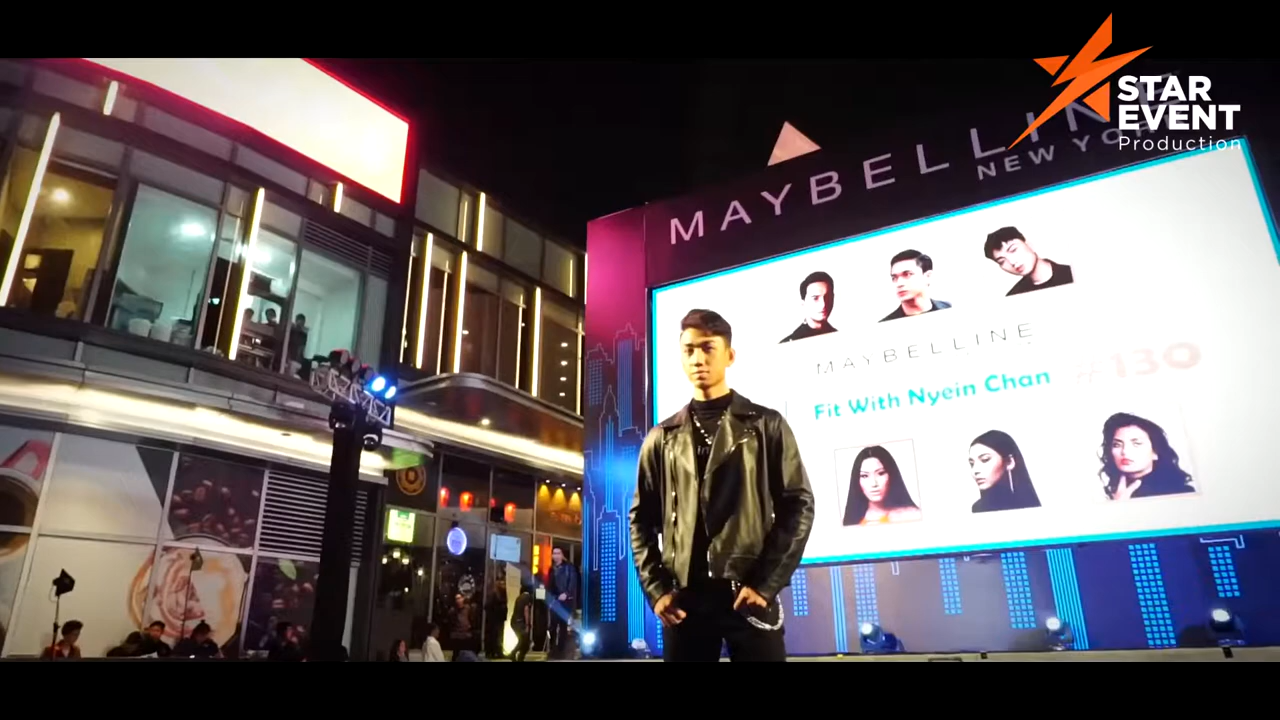 STAR
EVENT
Production
MAYBELLINE
NEW YORK
MAYBELLINE
#130
Fit With Nyein Chan